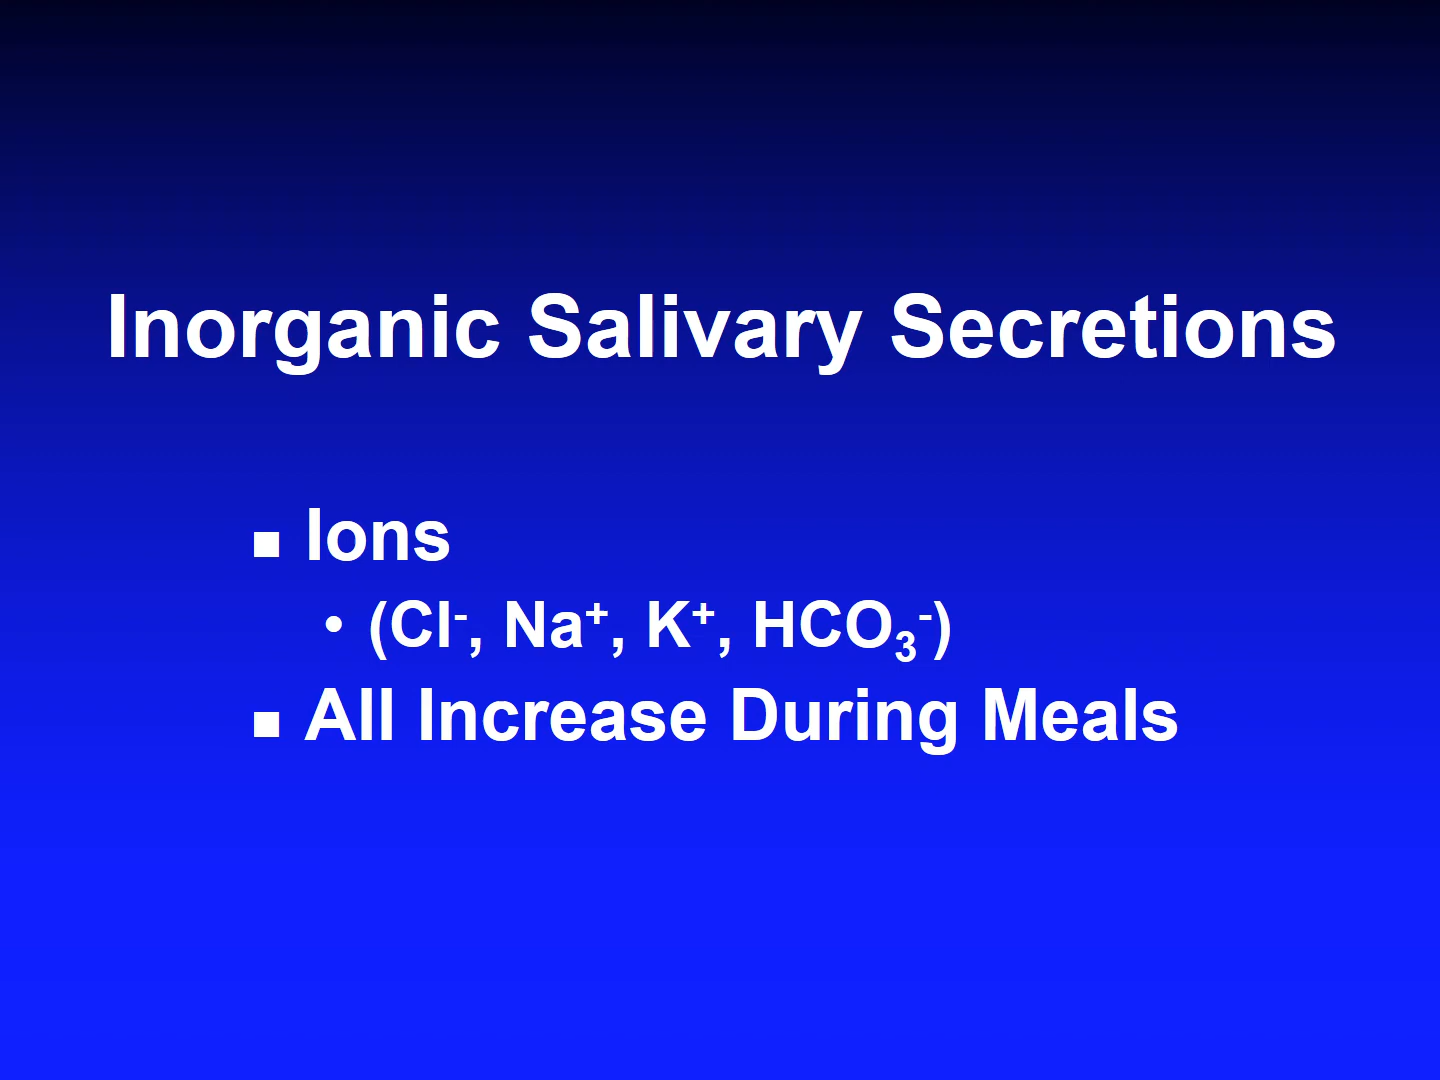 Inorganic Salivary Secretions
■ Ions
• (Cl⁻, Na⁺, K⁺, HCO₃⁻)
■ All Increase During Meals